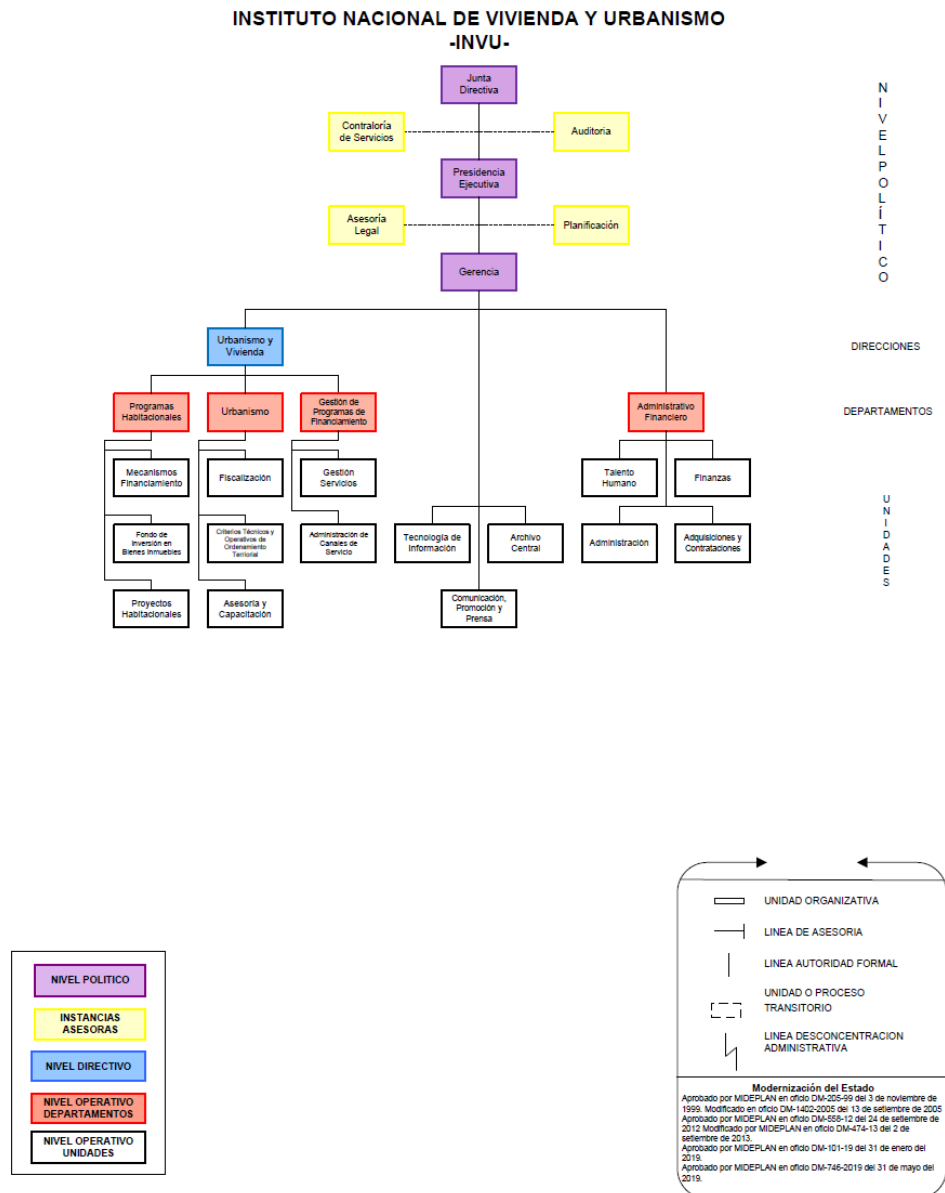 INSTITUTO NACIONAL DE VIVIENDA Y URBANISMO
-INVU-
Junta
Directiva
Contraloría
de Servicios
Auditoria
Presidencia
Ejecutiva
Asesoría
Legal
Planificación
Gerencia
NIVEL POLÍTICO
Urbanismo y
Vivienda
DIRECCIONES
Programas
Habitacionales
Urbanismo
Gestión de
Programas de
Financiamiento
Administrativo
Financiero
DEPARTAMENTOS
Mecanismos
Financiamiento
Fiscalización
Gestión
Servicios
Talento
Humano
Finanzas
Fondo de
Inversión en
Bienes Inmuebles
Criterios Técnicos y
Operativos de
Ordenamiento
Territorial
Administración de
Canales de
Servicio
Tecnología de
Información
Archivo
Central
Administración
Adquisiciones y
Contrataciones
UNIDADES
Proyectos
Habitacionales
Asesoría y
Capacitación
Comunicación,
Promoción y
Prensa
NIVEL POLITICO
INSTANCIAS
ASESORAS
NIVEL DIRECTIVO
NIVEL OPERATIVO
DEPARTAMENTOS
NIVEL OPERATIVO
UNIDADES
UNIDAD ORGANIZATIVA
LINEA DE ASESORIA
LINEA AUTORIDAD FORMAL
UNIDAD O PROCESO
TRANSITORIO
LINEA DESCONCENTRACION
ADMINISTRATIVA
Modernización del Estado
Aprobado por MIDEPLAN en oficio DM-205-99 del 3 de noviembre de
1999. Modificado en oficio DM-1402-2005 del 13 de setiembre de 2005
Aprobado por MIDEPLAN en oficio DM-558-12 del 24 de setiembre de
2012 Modificado por MIDEPLAN en oficio DM-474-13 del 2 de
setiembre de 2013.
Aprobado por MIDEPLAN en oficio DM-101-19 del 31 de enero del
2019.
Aprobado por MIDEPLAN en oficio DM-746-2019 del 31 de mayo del
2019.